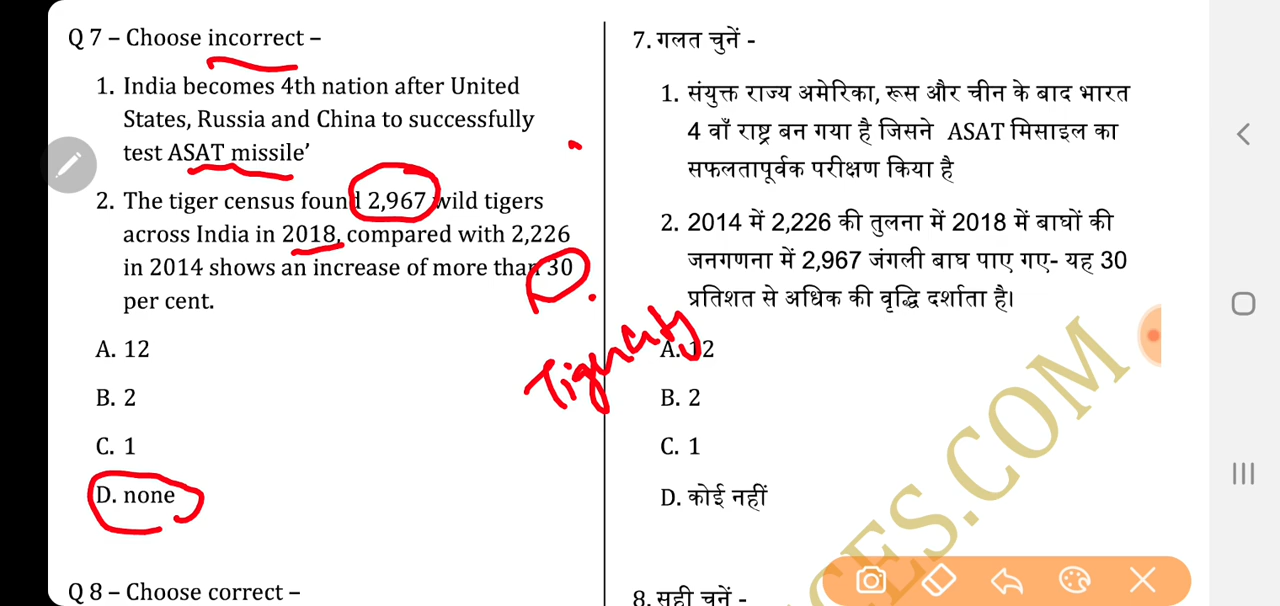 Q 7 – Choose incorrect –
1. India becomes 4th nation after United
States, Russia and China to successfully
test ASAT missile’
2. The tiger census found 2,967 wild tigers
across India in 2018, compared with 2,226
in 2014 shows an increase of more than 30
per cent.
A. 12
B. 2
C. 1
D. none
Q 8 – Choose correct –
7. गलत चुनें -
1. संयुक्त राज्य अमेरिका, रूस और चीन के बाद भारत
4 वाँ राष्ट्र बन गया है जिसने ASAT मिसाइल का
सफलतापूर्वक परीक्षण किया है
2. 2014 में 2,226 की तुलना में 2018 में बाघों की
जनगणना में 2,967 जंगली बाघ पाए गए- यह 30
प्रतिशत से अधिक की वृद्धि दर्शाता है।
A. 12
B. 2
C. 1
D. कोई नहीं
8. सही चुनें -
CES.COM